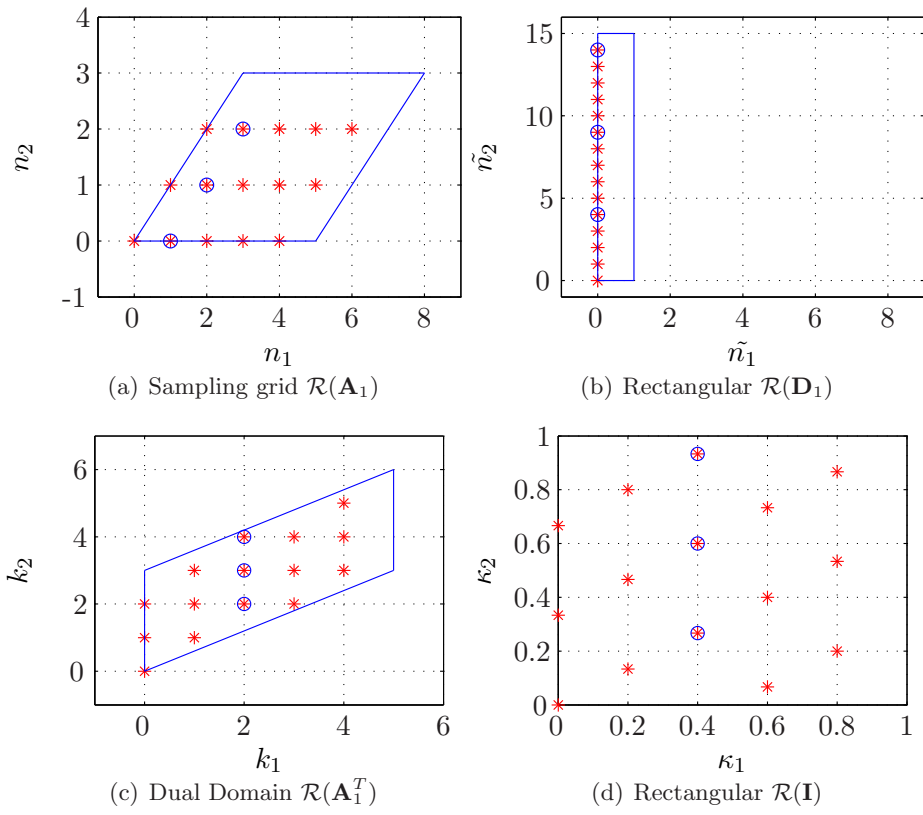 4
3
2
1
0
-1
n₂
0 2 4 6 8
n₁
(a) Sampling grid ℛ(𝐀₁)
15
10
5
0
ñ₂
0 2 4 6 8
ñ₁
(b) Rectangular ℛ(𝐃₁)
6
4
2
0
k₂
0 2 4 6
k₁
(c) Dual Domain ℛ(𝐀₁ᵀ)
1
0.8
0.6
0.4
0.2
0
κ₂
0 0.2 0.4 0.6 0.8 1
κ₁
(d) Rectangular ℛ(𝐈)